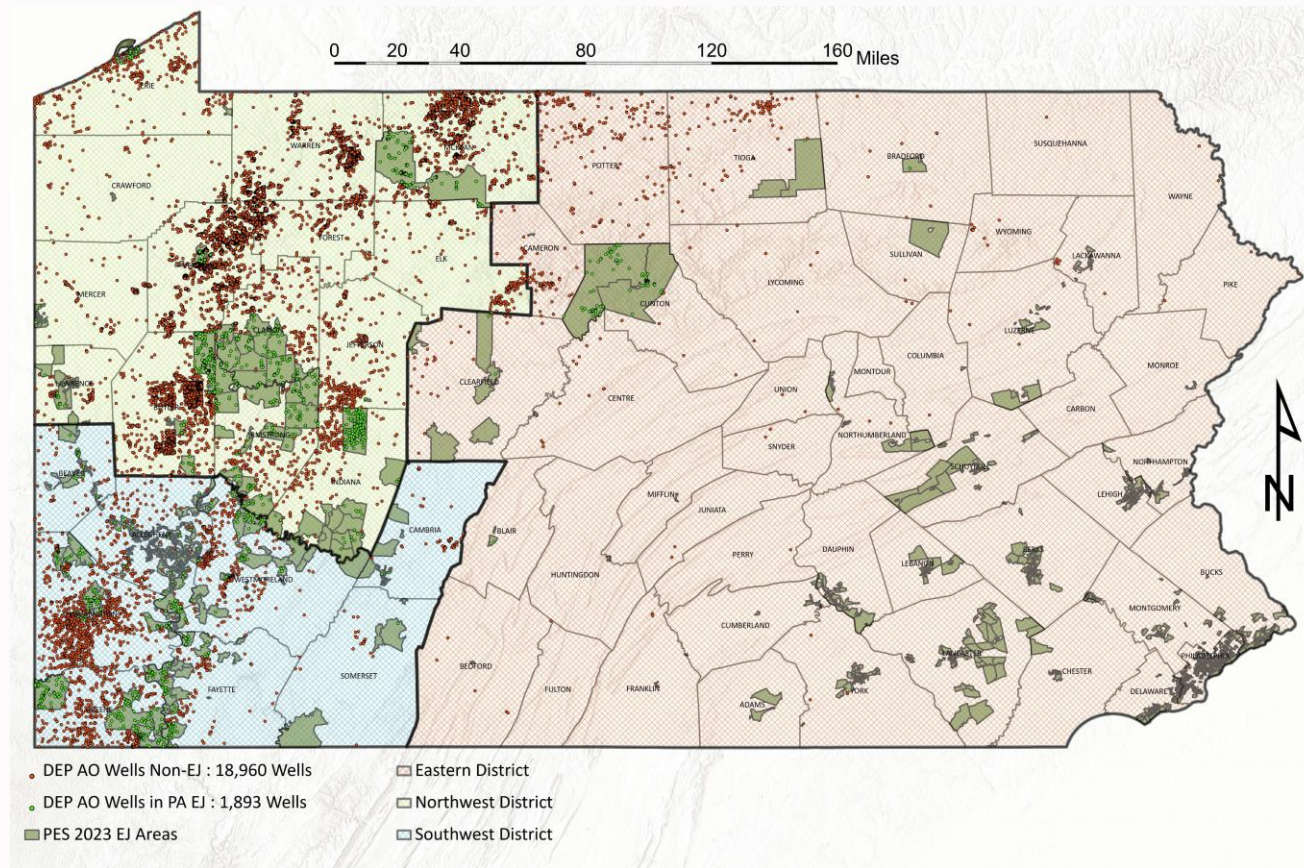 0 20 40 80 120 160 Miles
ERIE
WARREN
MCKEAN
SUSQUEHANNA
BRADFORD
TIOGA
POTTER
CRAWFORD
WAYNE
WYOMING
FOREST
CAMERON
ELK
SULLIVAN
LACKAWANNA
PIKE
MERCER
CLINTON
LYCOMING
LUZERNE
CLARION
JEFFERSON
COLUMBIA
MONROE
LAWRENCE
CLEARFIELD
MONTOUR
UNION
CENTRE
CARBON
BUTLER
ARMSTRONG
NORTHUMBERLAND
SNYDER
NORTHAMPTON
BEAVER
SCHUYLKILL
INDIANA
MIFFLIN
LEHIGH
N
JUNIATA
CAMBRIA
BLAIR
ALLEGHENY
DAUPHIN
BERKS
PERRY
LEBANON
BUCKS
HUNTINGDON
WESTMORELAND
MONTGOMERY
CUMBERLAND
LANCASTER
PHILADELPHIA
BEDFORD
CHESTER
SOMERSET
FAYETTE
FULTON
FRANKLIN
YORK
DELAWARE
ADAMS
DEP AO Wells Non-EJ : 18,960 Wells
DEP AO Wells in PA EJ : 1,893 Wells
PES 2023 EJ Areas
Eastern District
Northwest District
Southwest District